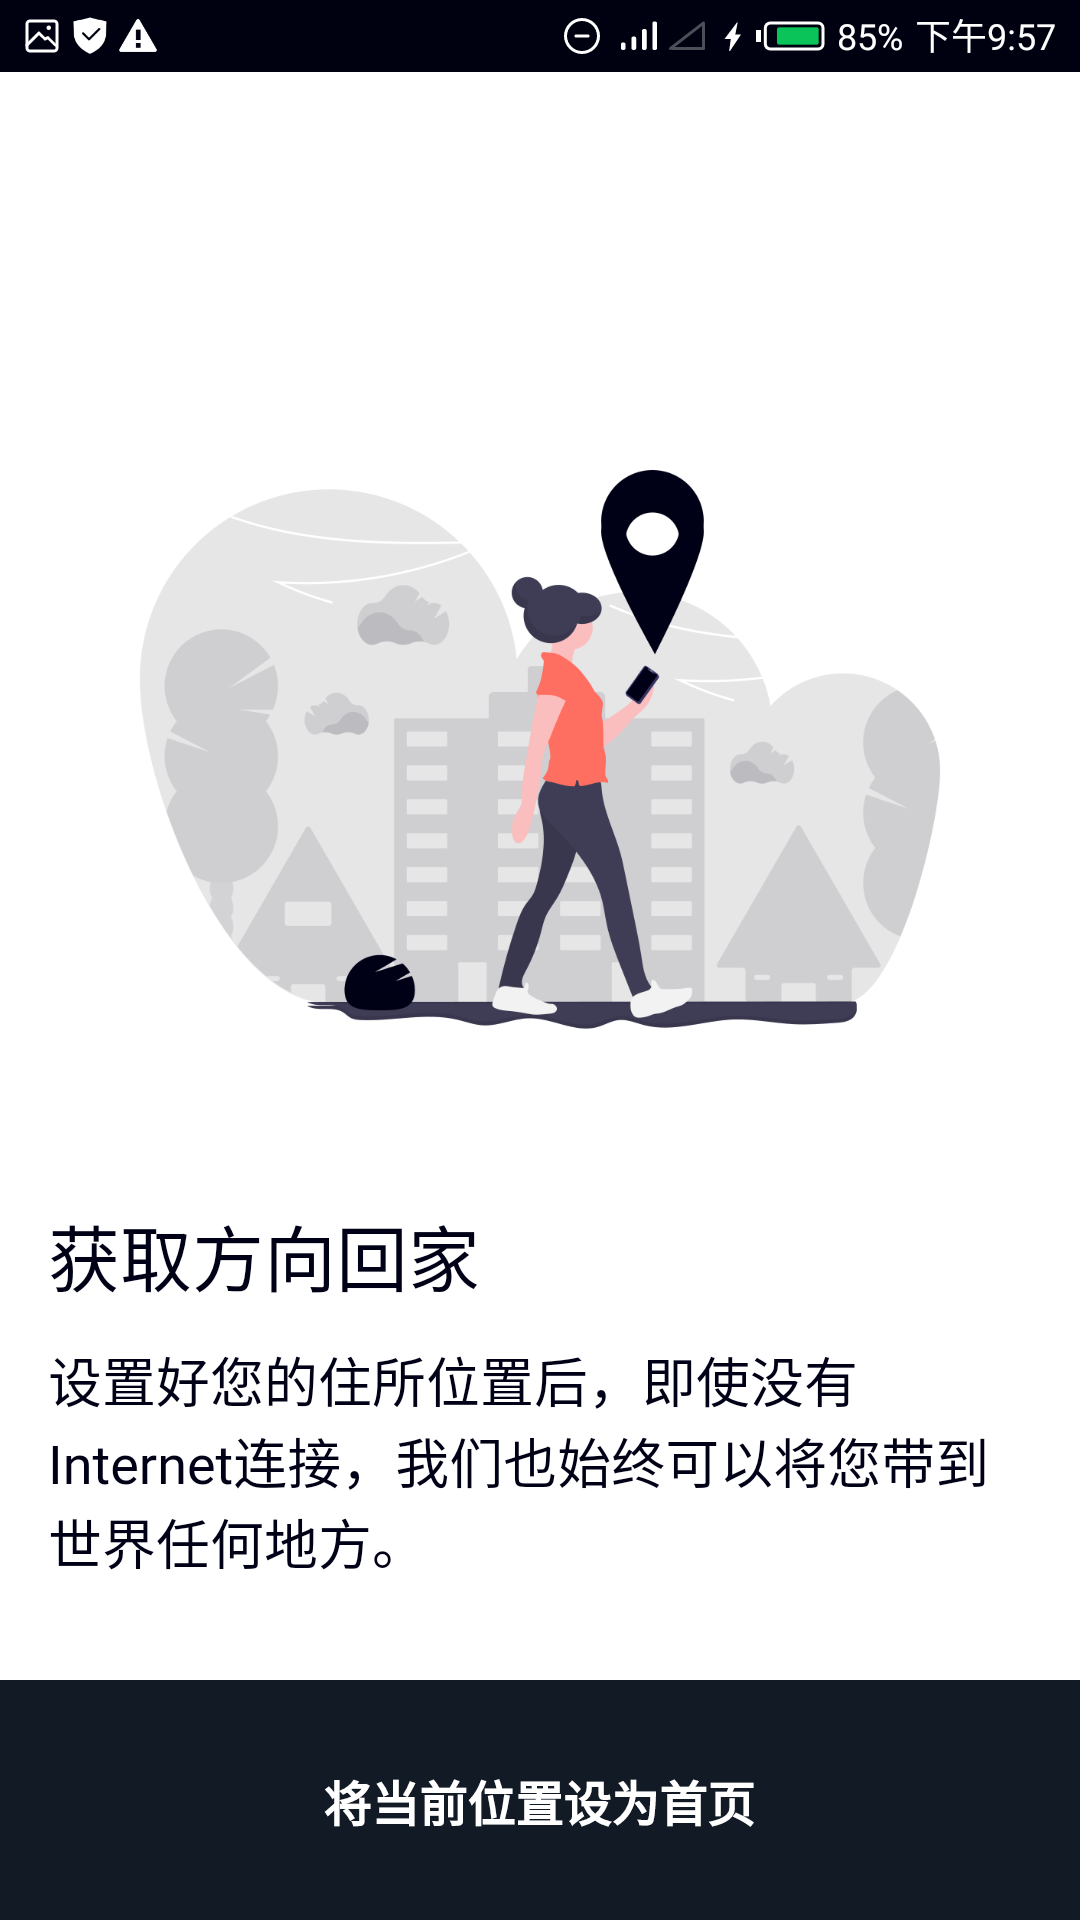 85% 下午9:57
获取方向回家
设置好您的住所位置后，即使没有
Internet连接，我们也始终可以将您带到
世界任何地方。
将当前位置设为首页